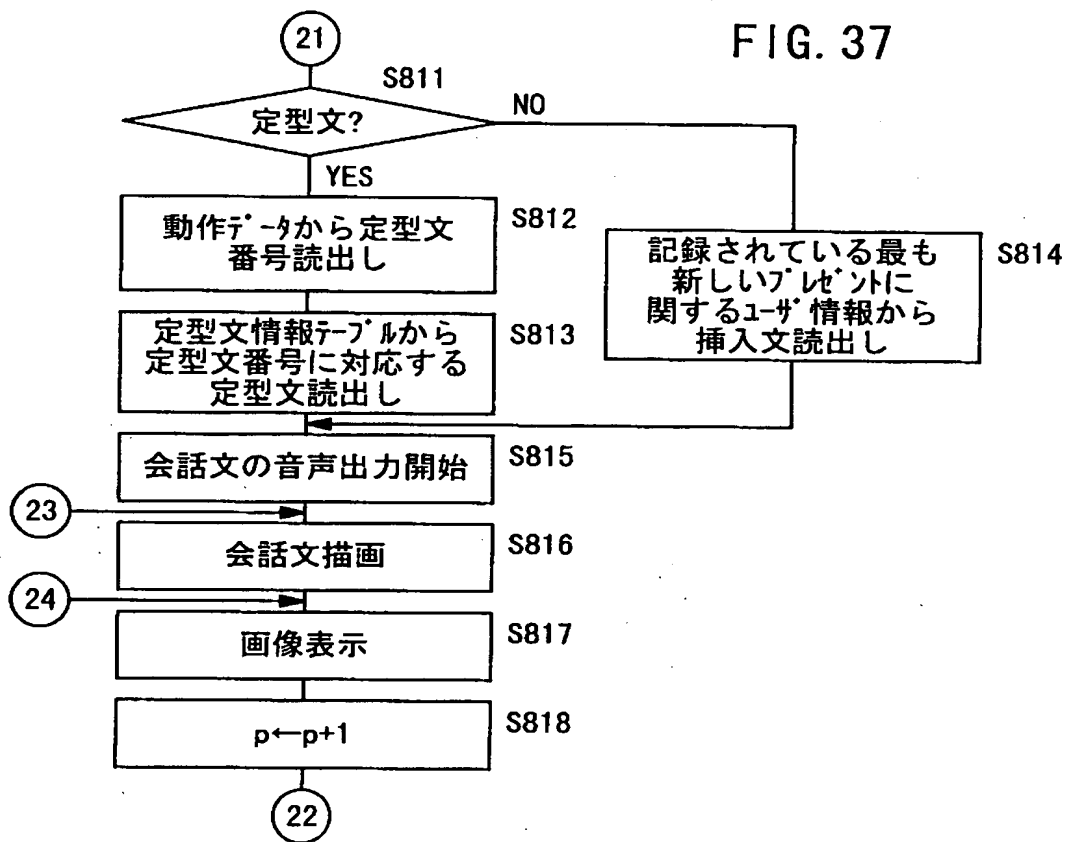 FIG. 37
21
S811
定型文?
NO
YES
動作ﾃﾞｰﾀから定型文
番号読出し
S812
記録されている最も
新しいﾌﾟﾚｾﾞﾝﾄに
関するﾕｰｻﾞ情報から
挿入文読出し
S814
定型文情報ﾃｰﾌﾞﾙから
定型文番号に対応する
定型文読出し
S813
会話文の音声出力開始
S815
23
会話文描画
S816
24
画像表示
S817
p←p+1
S818
22